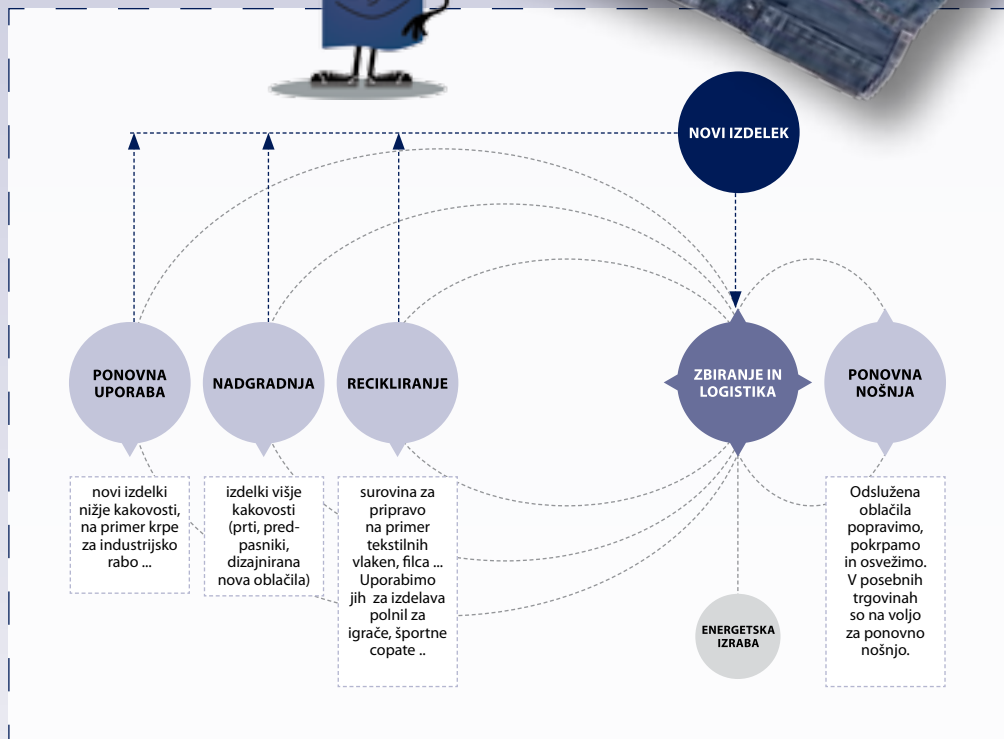 NOVI IZDELEK
PONOVNA
UPORABA
NADGRADNJA
RECIKLIRANJE
ZBIRANJE IN
LOGISTIKA
PONOVNA
NOŠNJA
novi izdelki
nižje kakovosti,
na primer krpe
za industrijsko
rabo ...
izdelki višje
kakovosti
(prti, pred-
pasniki,
dizajnirana
nova oblačila)
surovina za
pripravo
na primer
tekstilnih
vlaken, filca ...
Uporabimo
jih za izdelava
polnil za
igrače, športne
copate ..
ENERGETSKA
IZRABA
Odslužena
oblačila
popravimo,
pokrpamo
in osvežimo.
V posebnih
trgovinah
so na voljo
za ponovno
nošnjo.